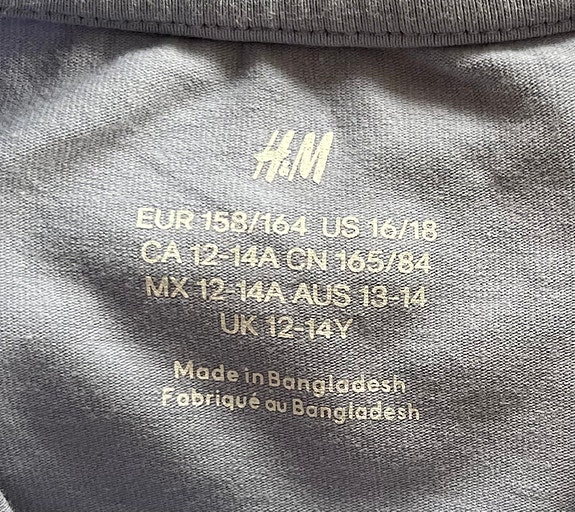 H&M
EUR 158/164 US 16/18
CA 12-14A CN 165/84
MX 12-14A AUS 13-14
UK 12-14Y
Made in Bangladesh
Fabriqué au Bangladesh